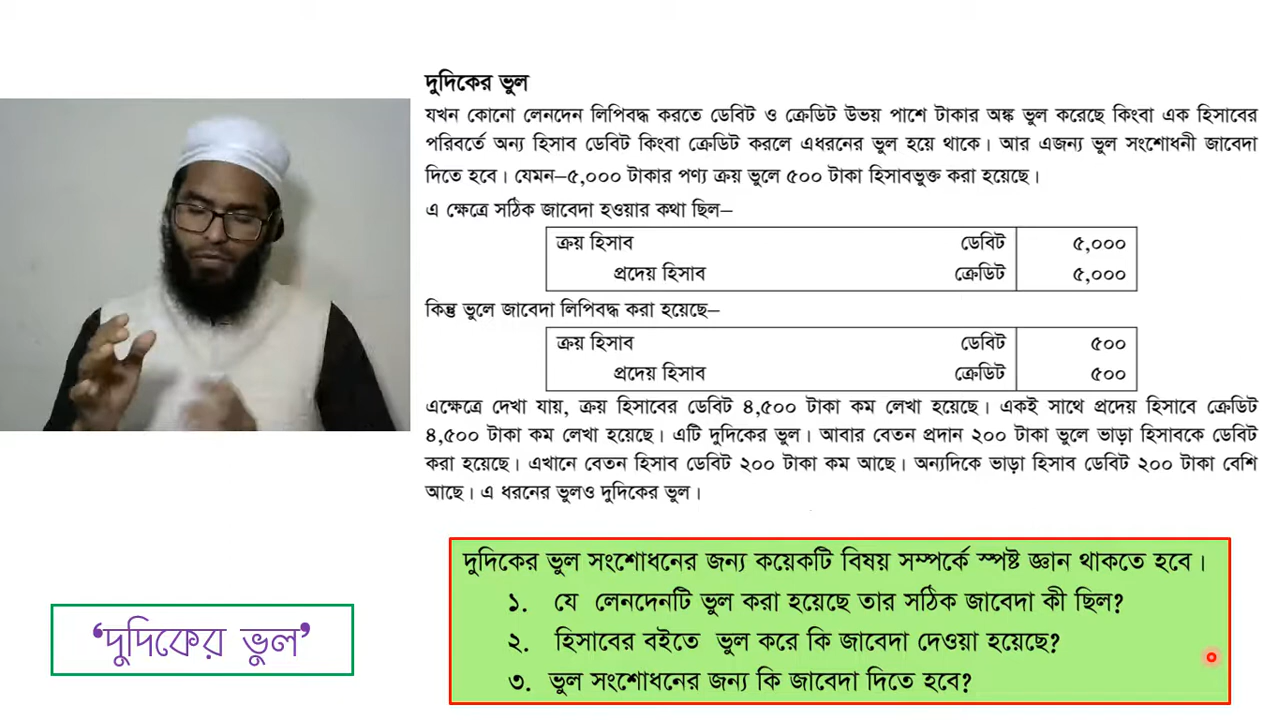 দুদিকের ভুল
যখন কোনো লেনদেন লিপিবদ্ধ করতে ডেবিট ও ক্রেডিট উভয় পাশে টাকার অঙ্ক ভুল করেছে কিংবা এক হিসাবের
পরিবর্তে অন্য হিসাব ডেবিট কিংবা ক্রেডিট করলে এধরনের ভুল হয়ে থাকে। আর এজন্য ভুল সংশোধনী জাবেদা
দিতে হবে। যেমন–৫,০০০ টাকার পণ্য ক্রয় ভুলে ৫০০ টাকা হিসাবভুক্ত করা হয়েছে।
এ ক্ষেত্রে সঠিক জাবেদা হওয়ার কথা ছিল–
ক্রয় হিসাব ডেবিট ৫,০০০
প্রদেয় হিসাব ক্রেডিট ৫,০০০
কিন্তু ভুলে জাবেদা লিপিবদ্ধ করা হয়েছে–
ক্রয় হিসাব ডেবিট ৫০০
প্রদেয় হিসাব ক্রেডিট ৫০০
এক্ষেত্রে দেখা যায়, ক্রয় হিসাবের ডেবিট ৪,৫০০ টাকা কম লেখা হয়েছে। একই সাথে প্রদেয় হিসাবে ক্রেডিট
৪,৫০০ টাকা কম লেখা হয়েছে। এটি দুদিকের ভুল। আবার বেতন প্রদান ২০০ টাকা ভুলে ভাড়া হিসাবকে ডেবিট
করা হয়েছে। এখানে বেতন হিসাব ডেবিট ২০০ টাকা কম আছে। অন্যদিকে ভাড়া হিসাব ডেবিট ২০০ টাকা বেশি
আছে। এ ধরনের ভুলও দুদিকের ভুল।
দুদিকের ভুল সংশোধনের জন্য কয়েকটি বিষয় সম্পর্কে স্পষ্ট জ্ঞান থাকতে হবে।
১. যে লেনদেনটি ভুল করা হয়েছে তার সঠিক জাবেদা কী ছিল?
২. হিসাবের বইতে ভুল করে কি জাবেদা দেওয়া হয়েছে?
৩. ভুল সংশোধনের জন্য কি জাবেদা দিতে হবে?
‘দুদিকের ভুল’